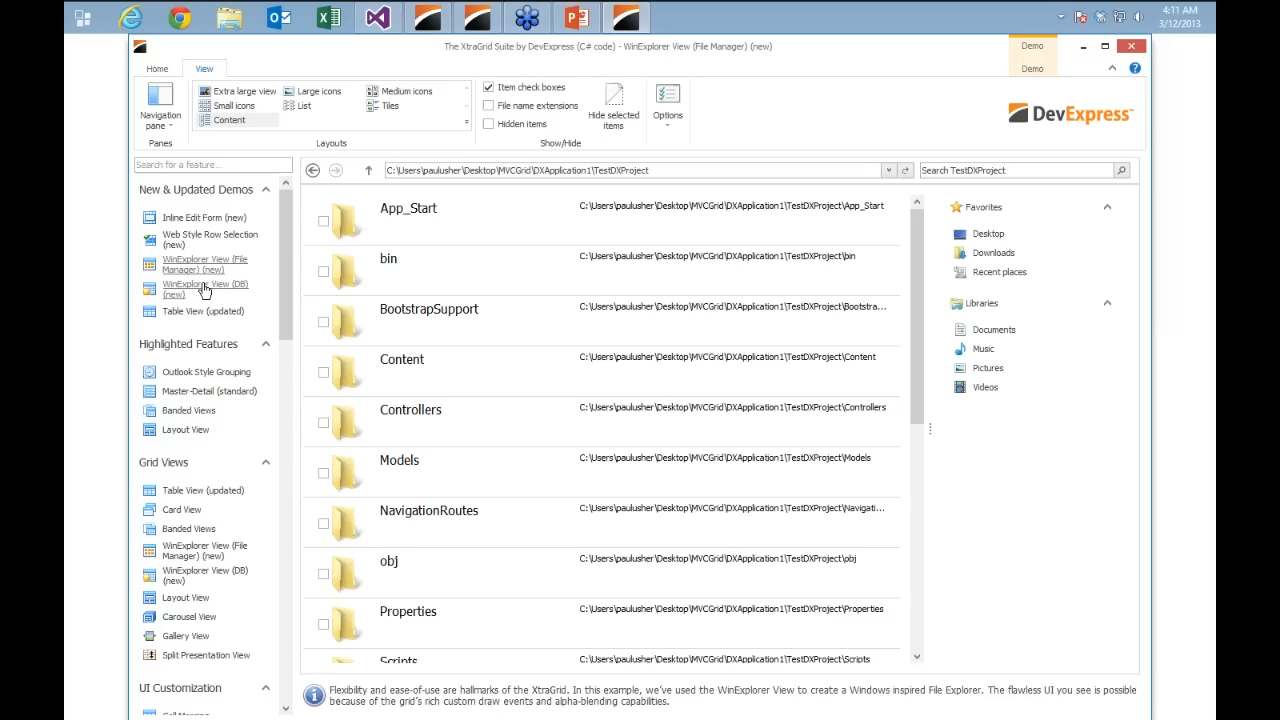 4:11 AM
3/12/2013
The XtraGrid Suite by DevExpress (C# code) - WinExplorer View (File Manager) (new)
Demo
Home
View
Demo
Navigation
pane
Panes
Extra large view
Large icons
Medium icons
Small icons
List
Tiles
Content
Layouts
Item check boxes
File name extensions
Hidden items
Hide selected
items
Show/Hide
Options
DevExpress
Search for a feature...
C:\Users\paulusher\Desktop\MVCGrid\DXApplication1\TestDXProject
Search TestDXProject
New & Updated Demos
Inline Edit Form (new)
Web Style Row Selection
(new)
WinExplorer View (File
Manager) (new)
WinExplorer View (DB)
(new)
Table View (updated)
Highlighted Features
Outlook Style Grouping
Master-Detail (standard)
Banded Views
Layout View
Grid Views
Table View (updated)
Card View
Banded Views
WinExplorer View (File
Manager) (new)
WinExplorer View (DB)
(new)
Layout View
Carousel View
Gallery View
Split Presentation View
UI Customization
Cell Merging
App_Start C:\Users\paulusher\Desktop\MVCGrid\DXApplication1\TestDXProject\App_Start
bin C:\Users\paulusher\Desktop\MVCGrid\DXApplication1\TestDXProject\bin
BootstrapSupport C:\Users\paulusher\Desktop\MVCGrid\DXApplication1\TestDXProject\Bootstra...
Content C:\Users\paulusher\Desktop\MVCGrid\DXApplication1\TestDXProject\Content
Controllers C:\Users\paulusher\Desktop\MVCGrid\DXApplication1\TestDXProject\Controllers
Models C:\Users\paulusher\Desktop\MVCGrid\DXApplication1\TestDXProject\Models
NavigationRoutes C:\Users\paulusher\Desktop\MVCGrid\DXApplication1\TestDXProject\Navigati...
obj C:\Users\paulusher\Desktop\MVCGrid\DXApplication1\TestDXProject\obj
Properties C:\Users\paulusher\Desktop\MVCGrid\DXApplication1\TestDXProject\Properties
Scripts C:\Users\paulusher\Desktop\MVCGrid\DXApplication1\TestDXProject\Scripts
Favorites
Desktop
Downloads
Recent places
Libraries
Documents
Music
Pictures
Videos
Flexibility and ease-of-use are hallmarks of the XtraGrid. In this example, we've used the WinExplorer View to create a Windows inspired File Explorer. The flawless UI you see is possible
because of the grid's rich custom draw events and alpha-blending capabilities.